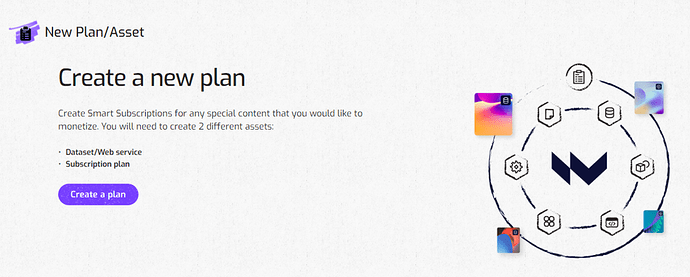 New Plan/Asset
Create a new plan
Create Smart Subscriptions for any special content that you would like to
monetize. You will need to create 2 different assets:
• Dataset/Web service
• Subscription plan
Create a plan